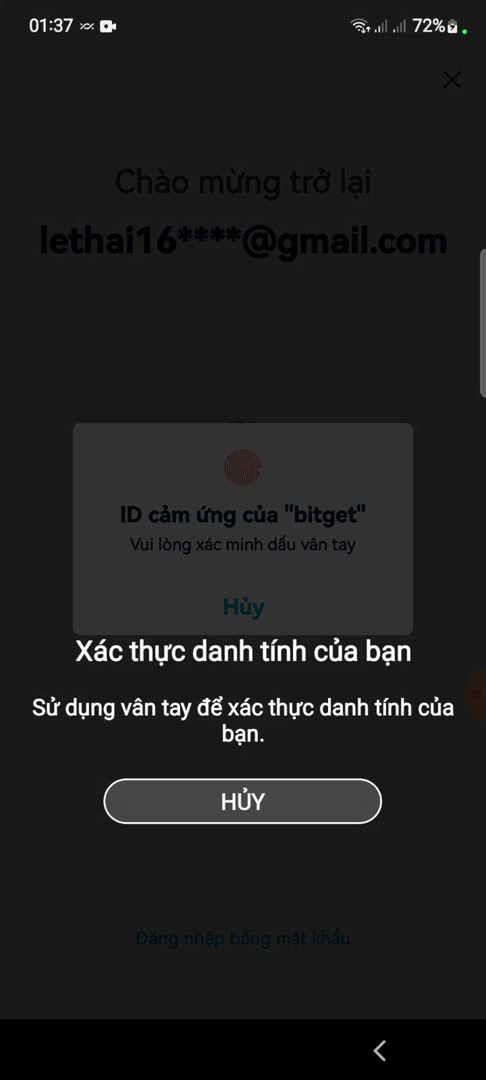 01:37
72%
Chào mừng trở lại
lethai16****@gmail.com
ID cảm ứng của "bitget"
Vui lòng xác minh dấu vân tay
Hủy
Xác thực danh tính của bạn
Sử dụng vân tay để xác thực danh tính của
bạn.
HỦY
Đăng nhập bằng mật khẩu